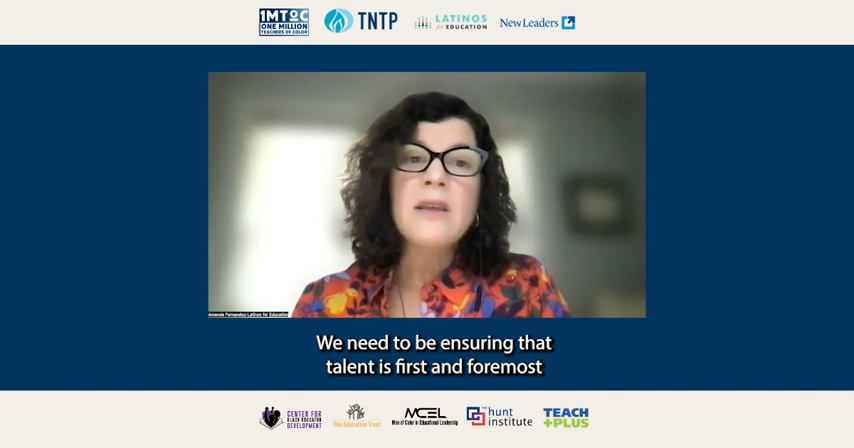 1MTOC
ONE MILLION
TEACHERS OF COLOR
TNTP
LATINOS
for EDUCATION
New Leaders
Amanda Fernandez-Latinos for Education
We need to be ensuring that
talent is first and foremost
CENTER FOR
BLACK EDUCATOR
DEVELOPMENT
The Education Trust
MCEL
Men of Color in Educational Leadership
THE
hunt
institute
TEACH
+PLUS